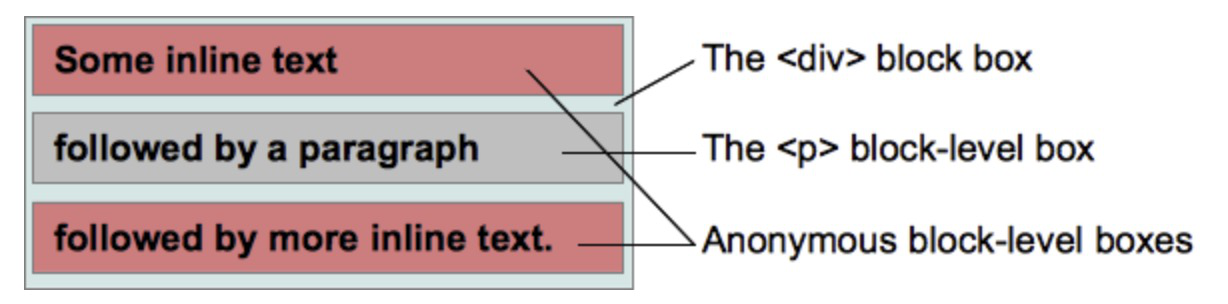 Some inline text
The <div> block box
followed by a paragraph
The <p> block-level box
followed by more inline text.
Anonymous block-level boxes